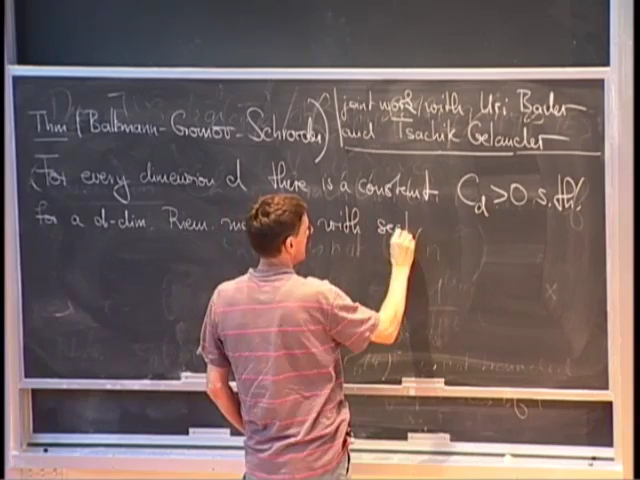 Thm (Ballmann-Gromov-Schroeder)
joint work with Uri Bader
and Tsachik Gelander
For every dimension d there is a constant C_d > 0 s.th.
for a d-dim. Riem. with sect